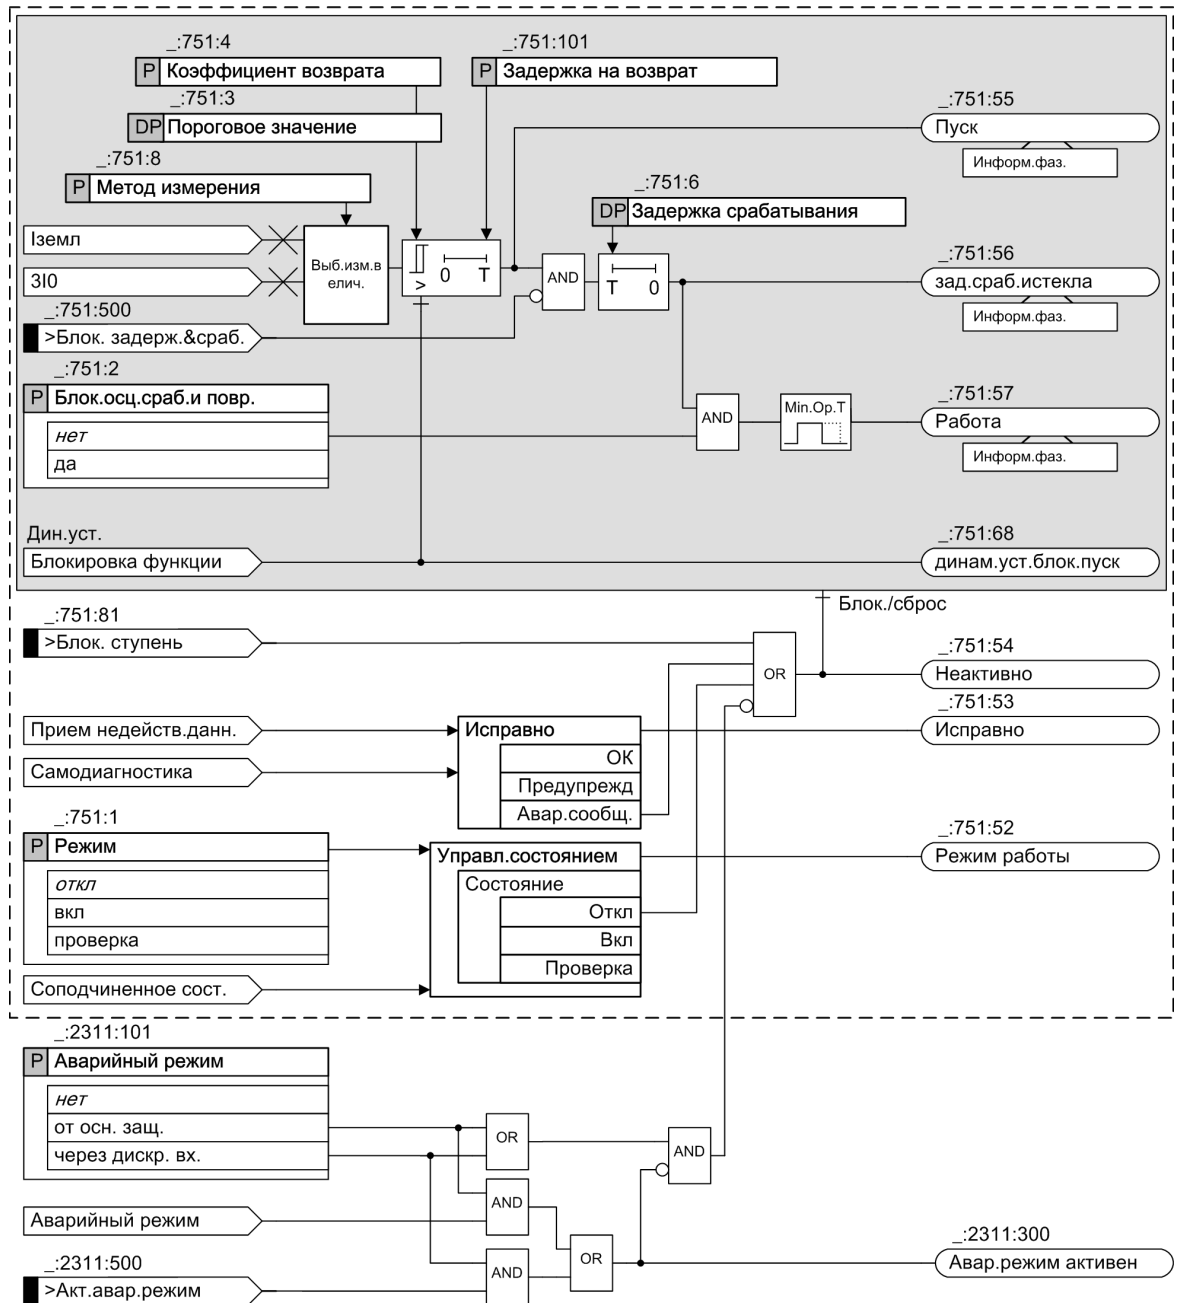 _:751:4
P Коэффициент возврата
_:751:101
P Задержка на возврат
_:751:3
DP Пороговое значение
_:751:8
P Метод измерения
_:751:55
Пуск
Информ.фаз.
_:751:6
DP Задержка срабатывания
Iземл
3I0
Выб.изм.в
елич.
>
0 T
AND
T 0
_:751:56
зад.сраб.истекла
Информ.фаз.
_:751:500
>Блок. задерж.&сраб.
_:751:2
P Блок.осц.сраб.и повр.
нет
да
AND
Min.Op.T
_:751:57
Работа
Информ.фаз.
Дин.уст.
Блокировка функции
_:751:68
динам.уст.блок.пуск
Блок./сброс
_:751:81
>Блок. ступень
OR
_:751:54
Неактивно
_:751:53
Исправно
Прием недейств.данн.
Самодиагностика
Исправно
ОК
Предупрежд
Авар.сообщ.
_:751:1
P Режим
откл
вкл
проверка
Соподчиненное сост.
Управл.состоянием
Состояние
Откл
Вкл
Проверка
_:751:52
Режим работы
_:2311:101
P Аварийный режим
нет
от осн. защ.
через дискр. вх.
OR
AND
AND
Аварийный режим
OR
_:2311:300
Авар.режим активен
_:2311:500
>Акт.авар.режим
AND